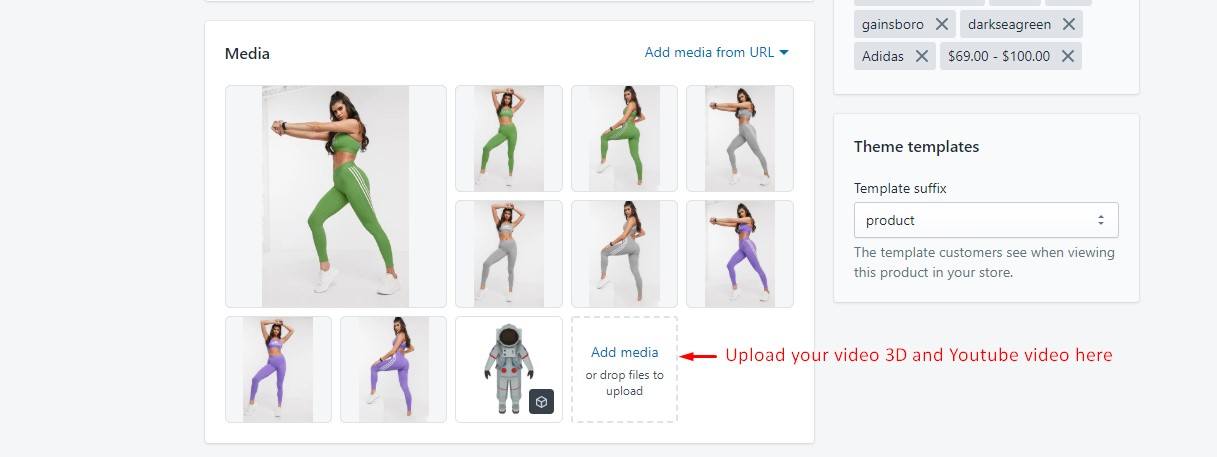 gainsboro
darkseagreen
Adidas
$69.00 - $100.00
Media
Add media from URL
Theme templates
Template suffix
product
The template customers see when viewing
this product in your store.
Add media
or drop files to
upload
Upload your video 3D and Youtube video here